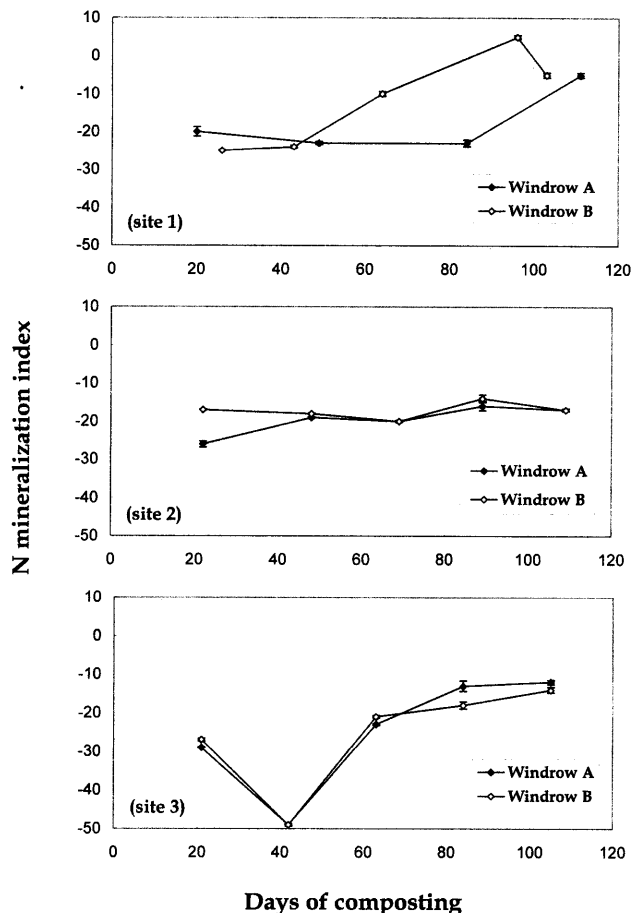 10
0
-10
-20
-30
-40
-50
Windrow A
Windrow B
(site 1)
0 20 40 60 80 100 120
N mineralization index
10
0
-10
-20
-30
-40
-50
Windrow A
Windrow B
(site 2)
0 20 40 60 80 100 120
10
0
-10
-20
-30
-40
-50
Windrow A
Windrow B
(site 3)
0 20 40 60 80 100 120
Days of composting